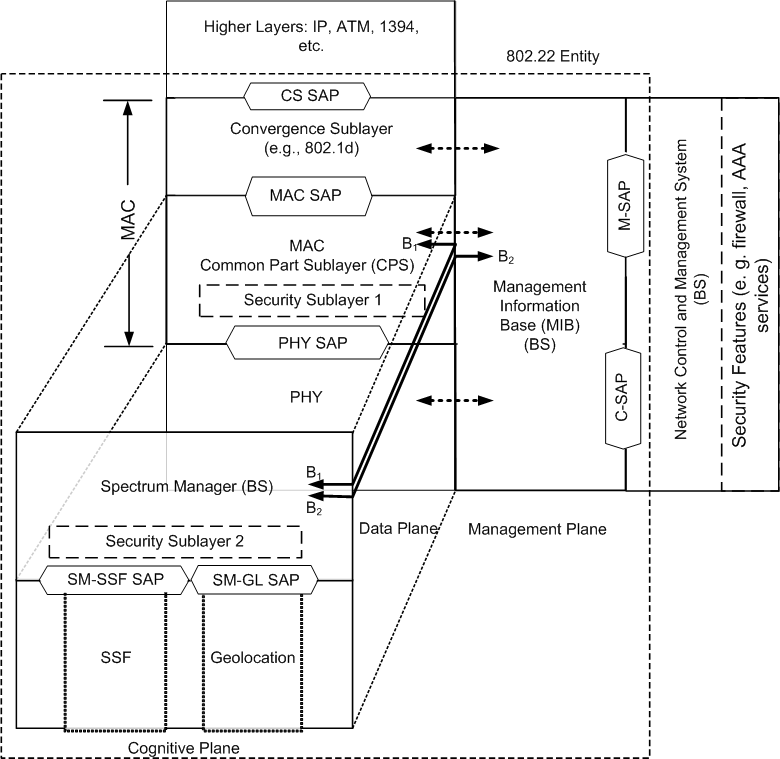 Higher Layers: IP, ATM, 1394,
etc.
802.22 Entity
CS SAP
Convergence Sublayer
(e.g., 802.1d)
MAC
MAC SAP
MAC
Common Part Sublayer (CPS)
B1
B2
Security Sublayer 1
PHY SAP
PHY
Management
Information
Base (MIB)
(BS)
M-SAP
C-SAP
Network Control and Management System
(BS)
Security Features (e. g. firewall, AAA
services)
Spectrum Manager (BS)
B1
B2
Security Sublayer 2
Data Plane
Management Plane
SM-SSF SAP
SM-GL SAP
SSF
Geolocation
Cognitive Plane